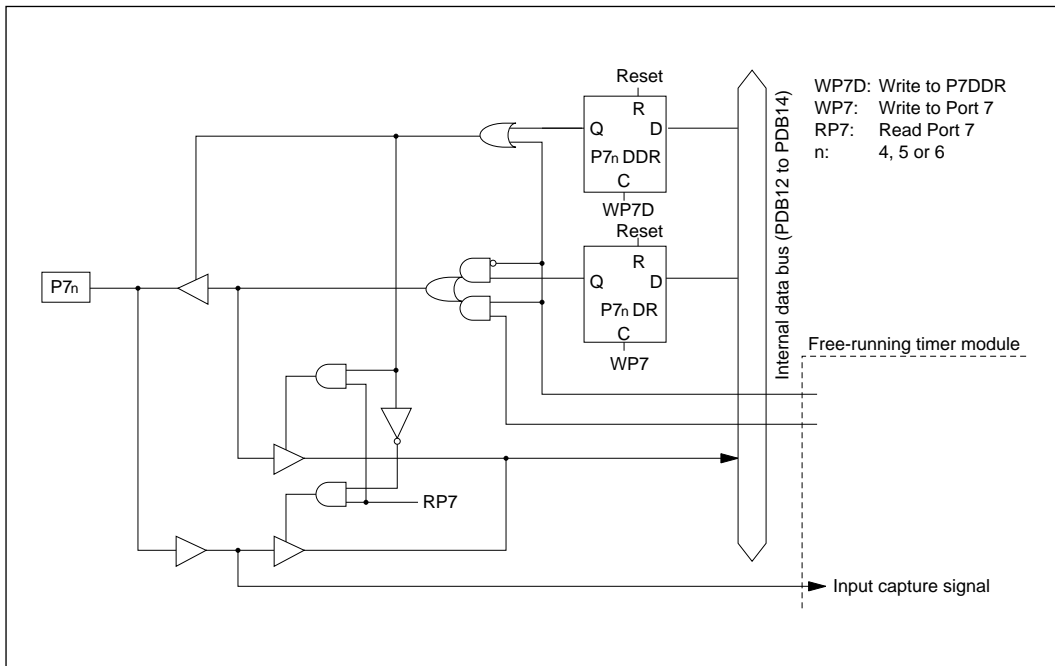 Reset
R
Q D
P7n DDR
C
WP7D
Reset
R
Q D
P7n DR
C
WP7
Internal data bus (PDB12 to PDB14)
WP7D: Write to P7DDR
WP7: Write to Port 7
RP7: Read Port 7
n: 4, 5 or 6
P7n
Free-running timer module
RP7
Input capture signal